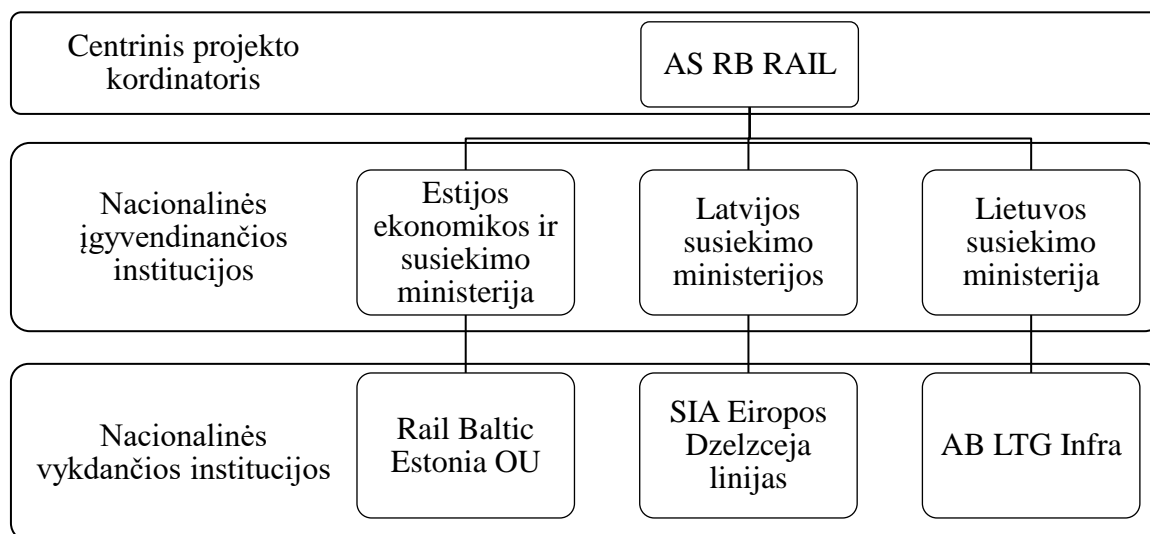 Centrinis projekto
kordinatoris
AS RB RAIL
Nacionalinės
įgyvendinančios
institucijos
Estijos
ekonomikos ir
susiekimo
ministerija
Latvijos
susiekimo
ministerijos
Lietuvos
susiekimo
ministerija
Nacionalinės
vykdančios institucijos
Rail Baltic
Estonia OU
SIA Eiropos
Dzelzceja
linijas
AB LTG Infra